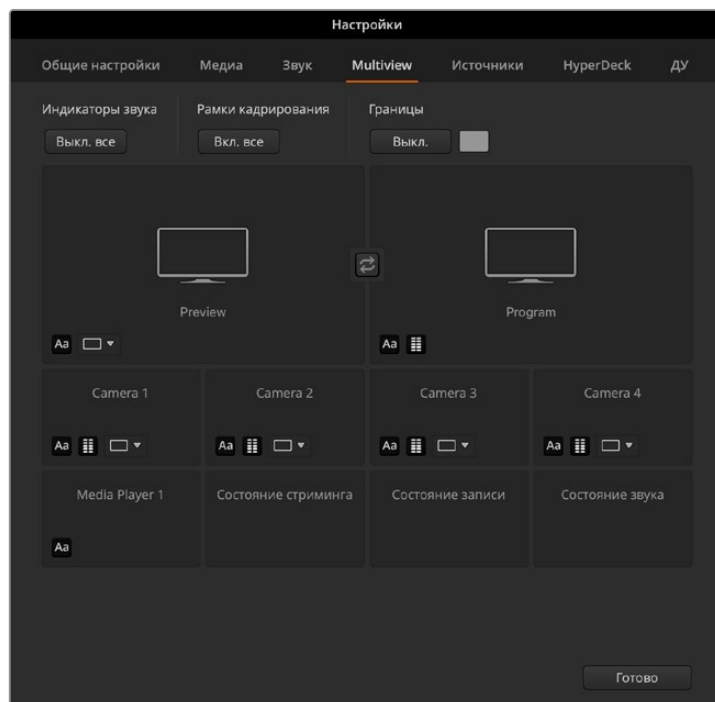 Настройки
Общие настройки Медиа Звук Multiview Источники HyperDeck ДУ
Индикаторы звука Рамки кадрирования Границы
Выкл. все Вкл. все Выкл.
Preview Program
Aa Aa
Camera 1 Camera 2 Camera 3 Camera 4
Aa Aa Aa Aa
Media Player 1 Состояние стриминга Состояние записи Состояние звука
Aa
Готово